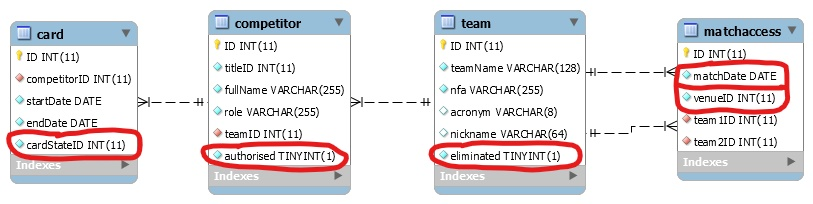 card
ID INT(11)
competitorID INT(11)
startDate DATE
endDate DATE
cardStateID INT(11)
Indexes
competitor
ID INT(11)
titleID INT(11)
fullName VARCHAR(255)
role VARCHAR(255)
teamID INT(11)
authorised TINYINT(1)
Indexes
team
ID INT(11)
teamName VARCHAR(128)
nfa VARCHAR(255)
acronym VARCHAR(8)
nickname VARCHAR(64)
eliminated TINYINT(1)
Indexes
matchaccess
ID INT(11)
matchDate DATE
venueID INT(11)
team1ID INT(11)
team2ID INT(11)
Indexes